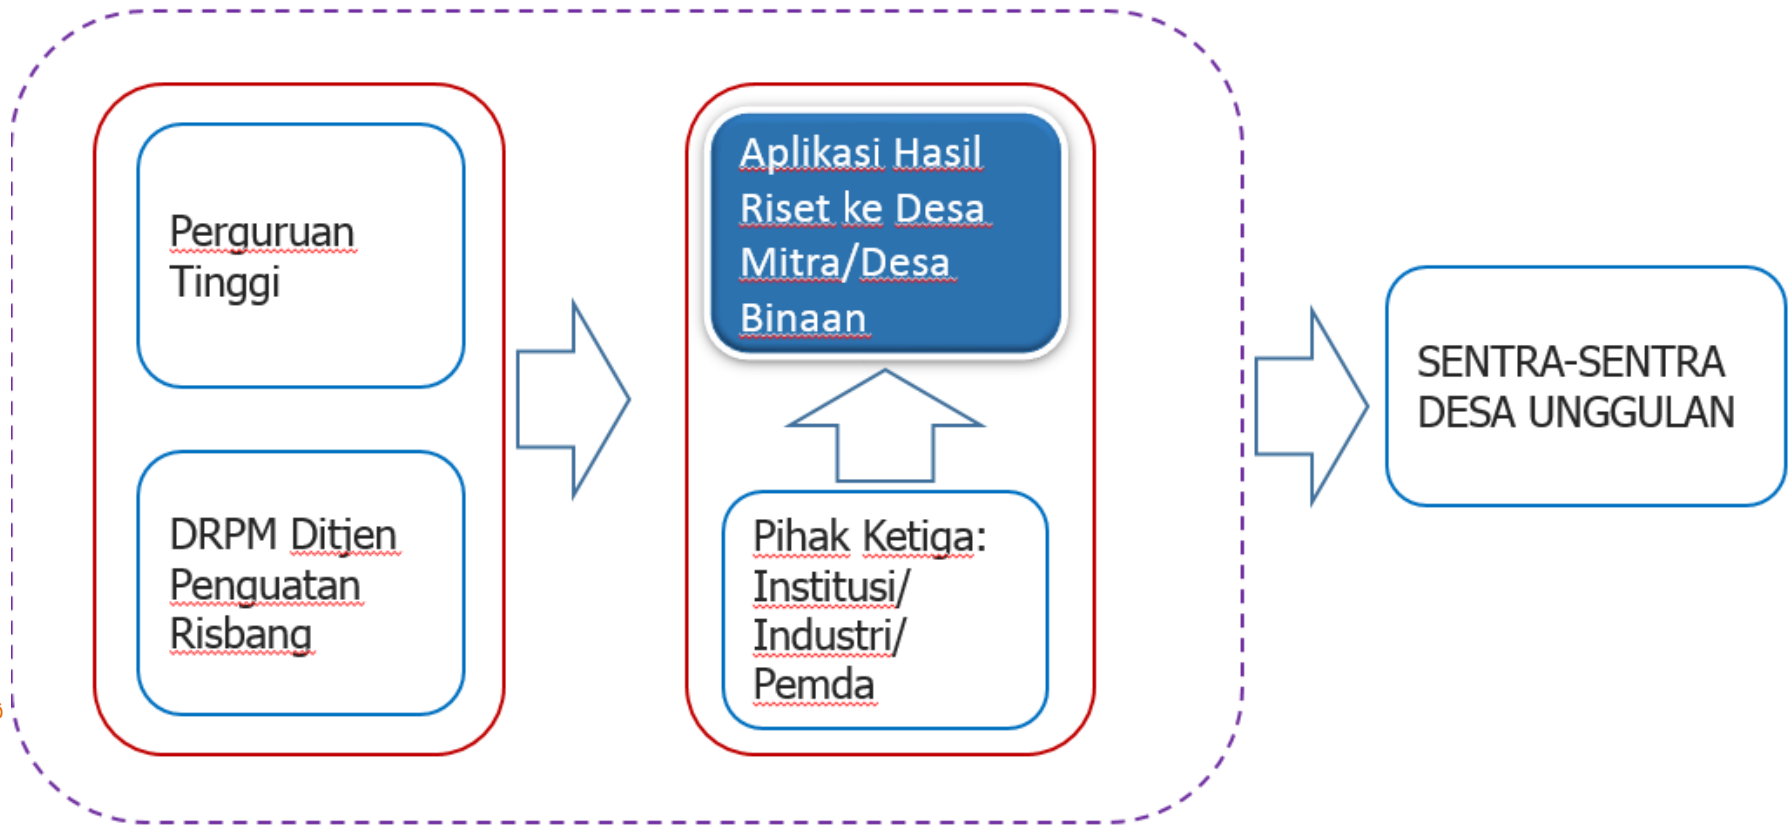 Perguruan
Tinggi
DRPM Ditjen
Penguatan
Risbang
Aplikasi Hasil
Riset ke Desa
Mitra/Desa
Binaan
Pihak Ketiga:
Institusi/
Industri/
Pemda
SENTRA-SENTRA
DESA UNGGULAN